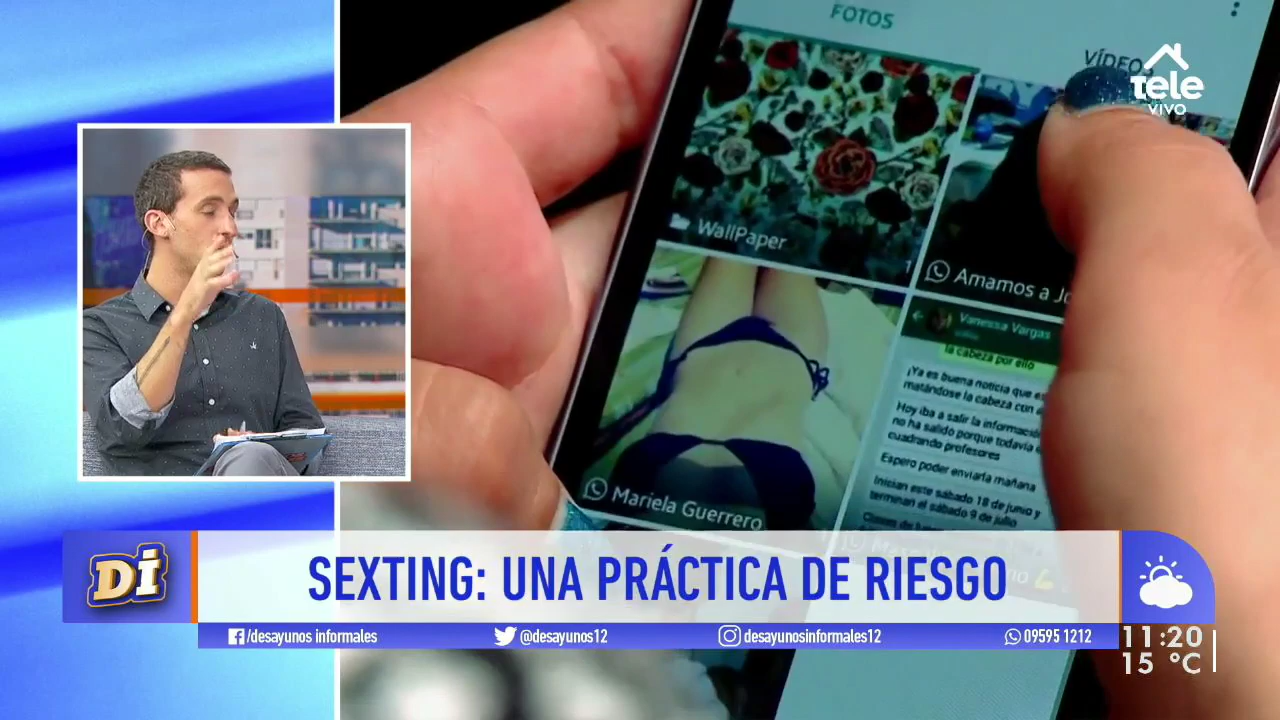 FOTOS
VÍDEOS
tele
VIVO
WallPaper
1
Amamos a
Mariela Guerrero
Vanessa Vargas
la cabeza por ello
¡Ya es buena noticia que
matándose la cabeza con
Hoy iba a salir la información
no ha salido porque todavía
cuadrando profesores
Espero poder enviarla mañana
Inician este sábado 18 de junio y
terminan el sábado 9 de julio
Di
SEXTING: UNA PRÁCTICA DE RIESGO
/desayunos informales
@desayunos12
desayunosinformales12
09595 1212
11:20
15 °C